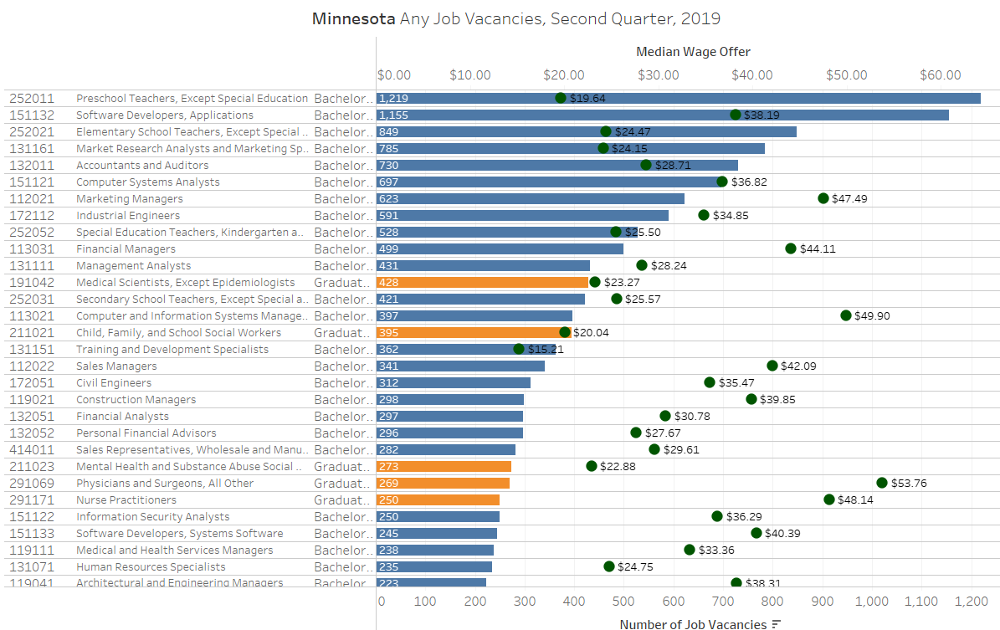 Minnesota Any Job Vacancies, Second Quarter, 2019
Median Wage Offer
$0.00 $10.00 $20.00 $30.00 $40.00 $50.00 $60.00
252011 Preschool Teachers, Except Special Education Bachelor.. 1,219 $19.64
151132 Software Developers, Applications Bachelor.. 1,155 $38.19
252021 Elementary School Teachers, Except Special .. Bachelor.. 849 $24.47
131161 Market Research Analysts and Marketing Sp.. Bachelor.. 785 $24.15
132011 Accountants and Auditors Bachelor.. 730 $28.71
151121 Computer Systems Analysts Bachelor.. 697 $36.82
112021 Marketing Managers Bachelor.. 623 $47.49
172112 Industrial Engineers Bachelor.. 591 $34.85
252052 Special Education Teachers, Kindergarten a.. Bachelor.. 528 $25.50
113031 Financial Managers Bachelor.. 499 $44.11
131111 Management Analysts Bachelor.. 431 $28.24
191042 Medical Scientists, Except Epidemiologists Graduat.. 428 $23.27
252031 Secondary School Teachers, Except Special a.. Bachelor.. 421 $25.57
113021 Computer and Information Systems Manage.. Bachelor.. 397 $49.90
211021 Child, Family, and School Social Workers Graduat.. 395 $20.04
131151 Training and Development Specialists Bachelor.. 362 $15.21
112022 Sales Managers Bachelor.. 341 $42.09
172051 Civil Engineers Bachelor.. 312 $35.47
119021 Construction Managers Bachelor.. 298 $39.85
132051 Financial Analysts Bachelor.. 297 $30.78
132052 Personal Financial Advisors Bachelor.. 296 $27.67
414011 Sales Representatives, Wholesale and Manu.. Bachelor.. 282 $29.61
211023 Mental Health and Substance Abuse Social .. Graduat.. 273 $22.88
291069 Physicians and Surgeons, All Other Graduat.. 269 $53.76
291171 Nurse Practitioners Graduat.. 250 $48.14
151122 Information Security Analysts Bachelor.. 250 $36.29
151133 Software Developers, Systems Software Bachelor.. 245 $40.39
119111 Medical and Health Services Managers Bachelor.. 238 $33.36
131071 Human Resources Specialists Bachelor.. 235 $24.75
119041 Architectural and Engineering Managers Bachelor.. 223 $38.31
0 100 200 300 400 500 600 700 800 900 1,000 1,100 1,200
Number of Job Vacancies